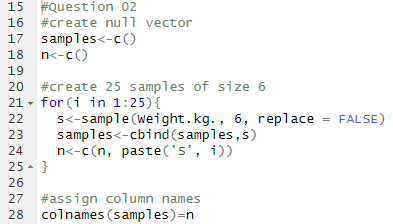 15 #Question 02
16 #create null vector
17 samples<-c()
18 n<-c()
19
20 #create 25 samples of size 6
21 for(i in 1:25){
22 s<-sample(weight.kg., 6, replace = FALSE)
23 samples<-cbind(samples,s)
24 n<-c(n, paste('S', i))
25 }
26
27 #assign column names
28 colnames(samples)=n